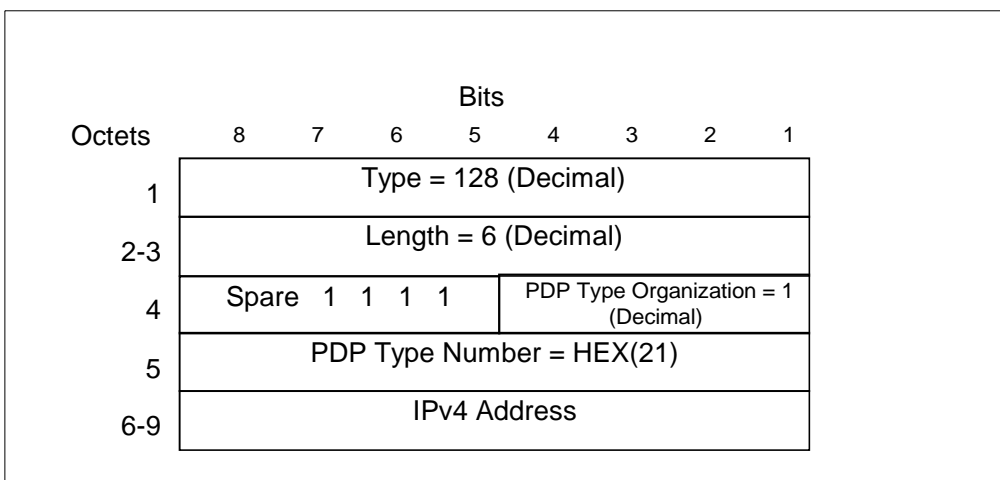 Bits
Octets 8 7 6 5 4 3 2 1
1 Type = 128 (Decimal)
2-3 Length = 6 (Decimal)
4 Spare 1 1 1 1 PDP Type Organization = 1
(Decimal)
5 PDP Type Number = HEX(21)
6-9 IPv4 Address